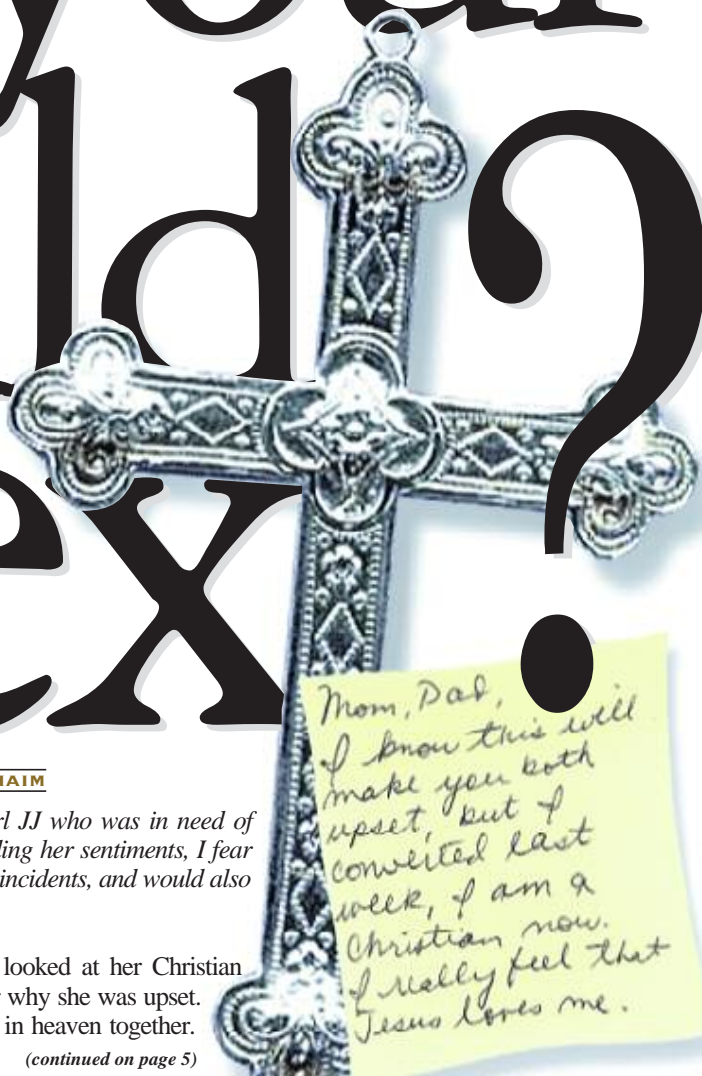 your
ld?
ex
HAIM
rl JJ who was in need of
ding her sentiments, I fear
incidents, and would also
looked at her Christian
why she was upset.
in heaven together.
(continued on page 5)
Mom, Dad,
I know this will
make you both
upset, but I
converted last
week, I am a
Christian now.
I really feel that
Jesus loves me.